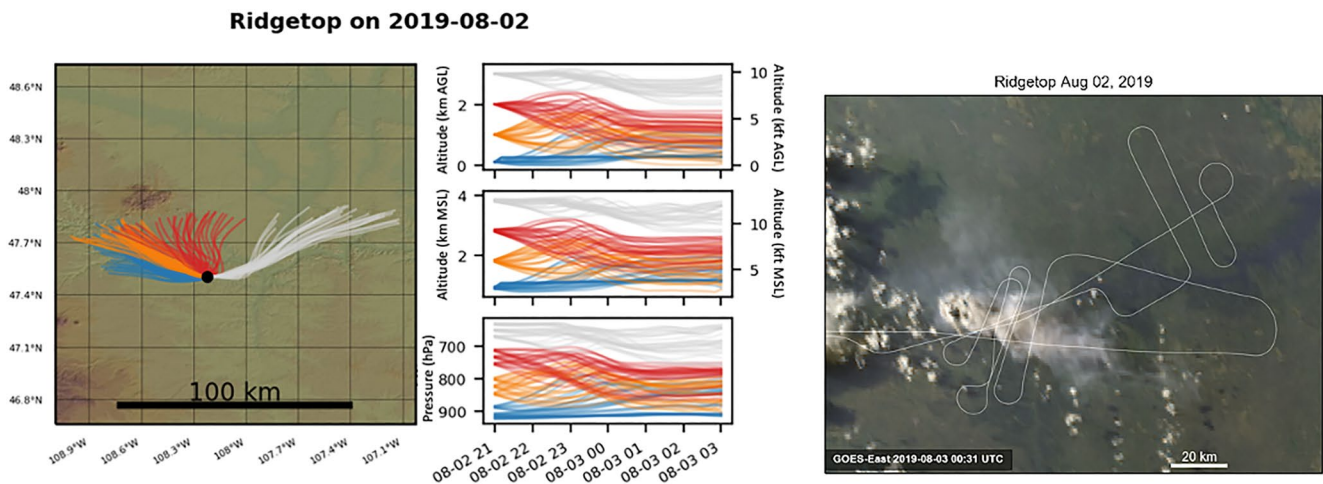 Ridgetop on 2019-08-02
48.6°N
48.3°N
48°N
47.7°N
47.4°N
47.1°N
46.8°N
100 km
108.9°W
108.6°W
108.3°W
108°W
107.7°W
107.4°W
107.1°W
Altitude (km AGL)
2
0
10
5
0
Altitude (kft AGL)
Altitude (km MSL)
4
2
10
5
Altitude (kft MSL)
Pressure (hPa)
700
800
900
08-02 21
08-02 22
08-02 23
08-03 00
08-03 01
08-03 02
08-03 03
Ridgetop Aug 02, 2019
GOES-East 2019-08-03 00:31 UTC
20 km